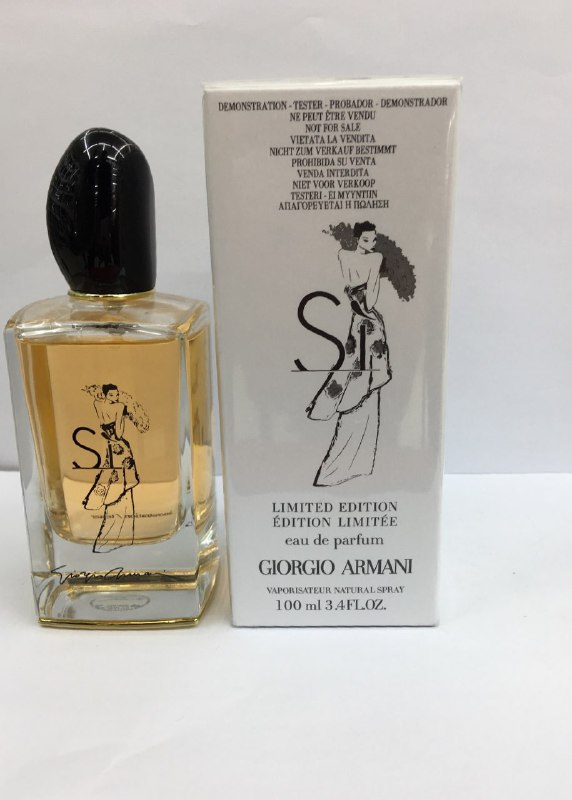 DEMONSTRATION - TESTER - PROBADOR - DEMONSTRADOR
NE PEUT ÊTRE VENDU
NOT FOR SALE
VIETATA LA VENDITA
NICHT ZUM VERKAUF BESTIMMT
PROHIBIDA SU VENTA
VENDA INTERDITA
NIET VOOR VERKOOP
TESTERI - EI MYYNTIIN
ΑΠΑΓΟΡΕΥΕΤΑΙ Η ΠΩΛΗΣΗ
Sì
LIMITED EDITION
ÉDITION LIMITÉE
eau de parfum
GIORGIO ARMANI
VAPORISATEUR NATURAL SPRAY
100 ml 3.4FL.OZ.
Sì
Giorgio Armani